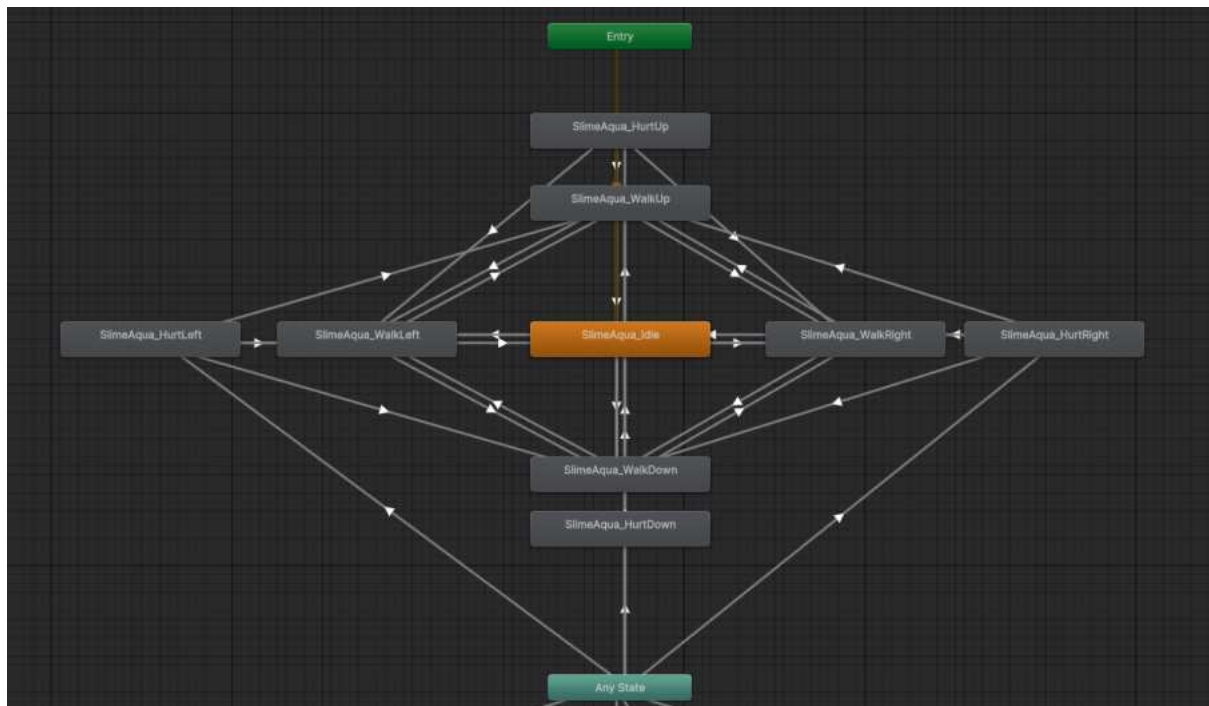 Entry
SlimeAqua_HurtUp
SlimeAqua_WalkUp
SlimeAqua_HurtLeft
SlimeAqua_WalkLeft
SlimeAqua_Idle
SlimeAqua_WalkRight
SlimeAqua_HurtRight
SlimeAqua_WalkDown
SlimeAqua_HurtDown
Any State